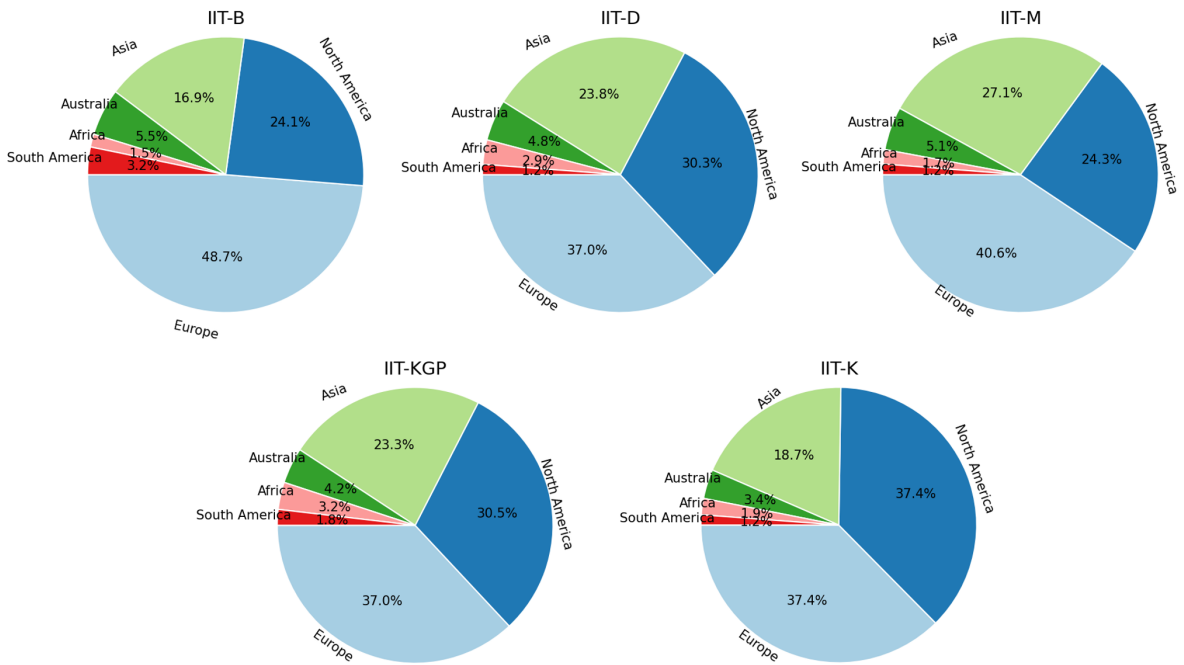 IIT-B
Asia
North America
16.9%
24.1%
Australia
5.5%
Africa
1.5%
South America
3.2%
48.7%
Europe
IIT-D
Asia
23.8%
North America
30.3%
Australia
4.8%
Africa
2.9%
South America
1.2%
37.0%
Europe
IIT-M
Asia
27.1%
North America
24.3%
Australia
5.1%
Africa
1.7%
South America
1.2%
40.6%
Europe
IIT-KGP
Asia
23.3%
North America
30.5%
Australia
4.2%
Africa
3.2%
South America
1.8%
37.0%
Europe
IIT-K
Asia
18.7%
North America
37.4%
Australia
3.4%
Africa
1.9%
South America
1.2%
37.4%
Europe